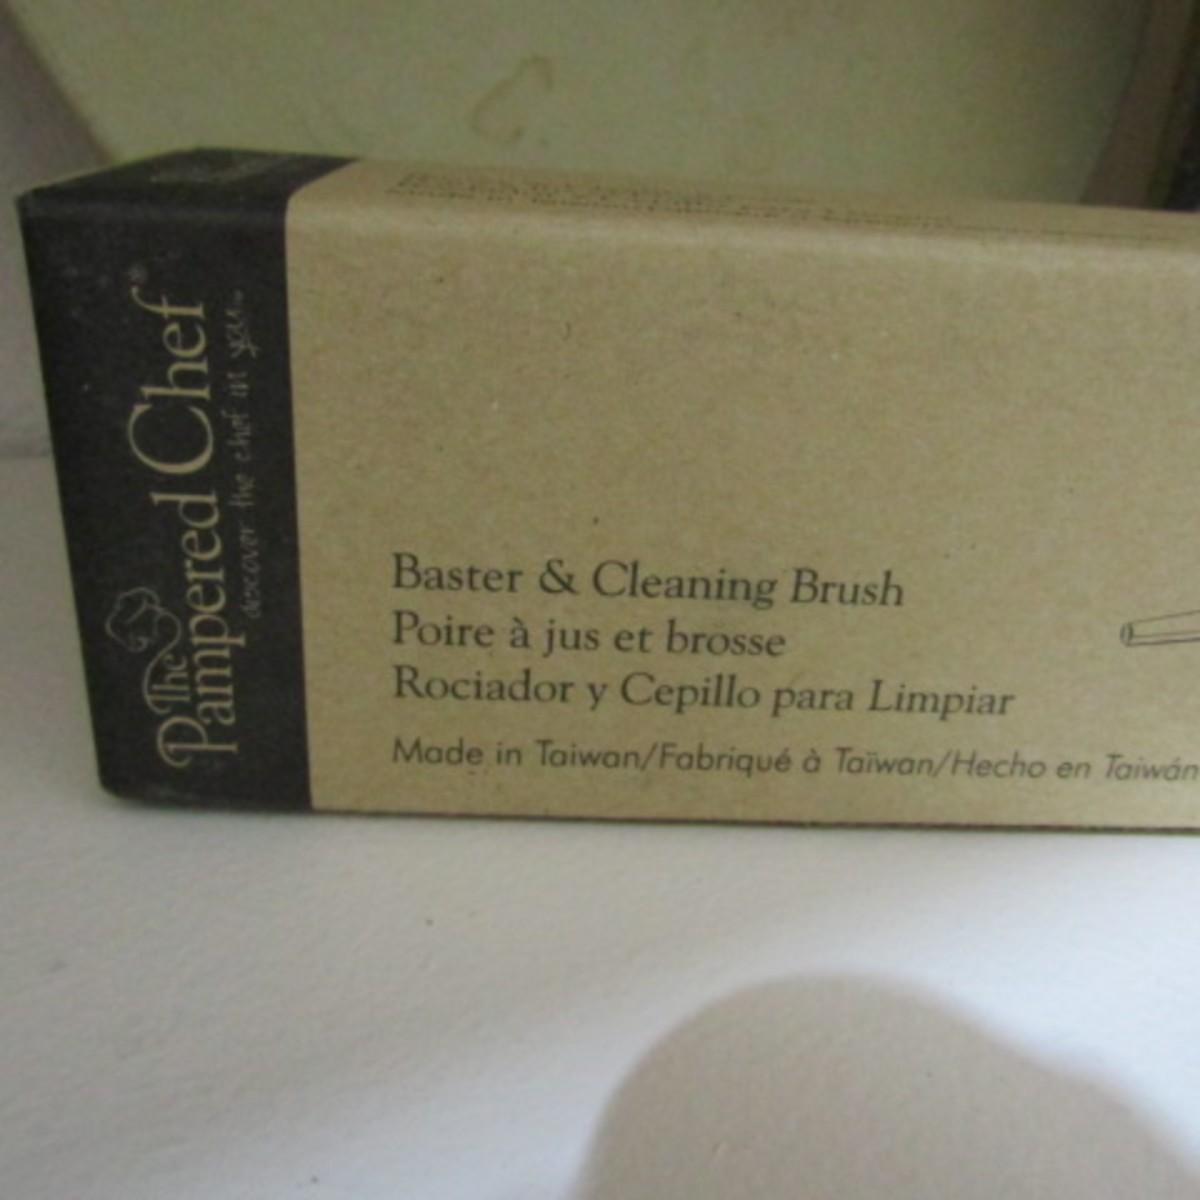 The
Pampered Chef®
discover the chef in you™
Baster & Cleaning Brush
Poire à jus et brosse
Rociador y Cepillo para Limpiar
Made in Taiwan/Fabriqué à Taïwan/Hecho en Taiwán